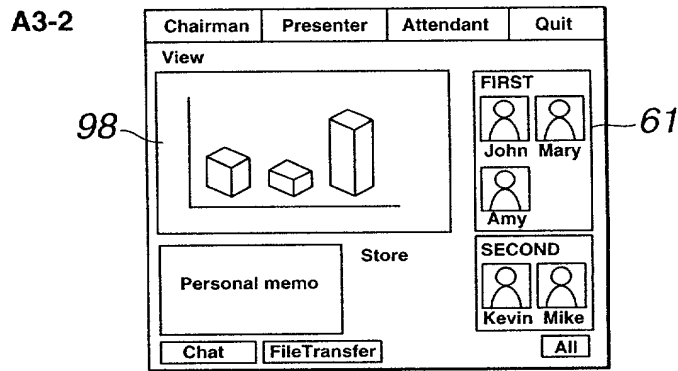 A3-2
Chairman Presenter Attendant Quit
View
98
FIRST
61
John Mary
Amy
Store
Personal memo
SECOND
Kevin Mike
Chat FileTransfer All